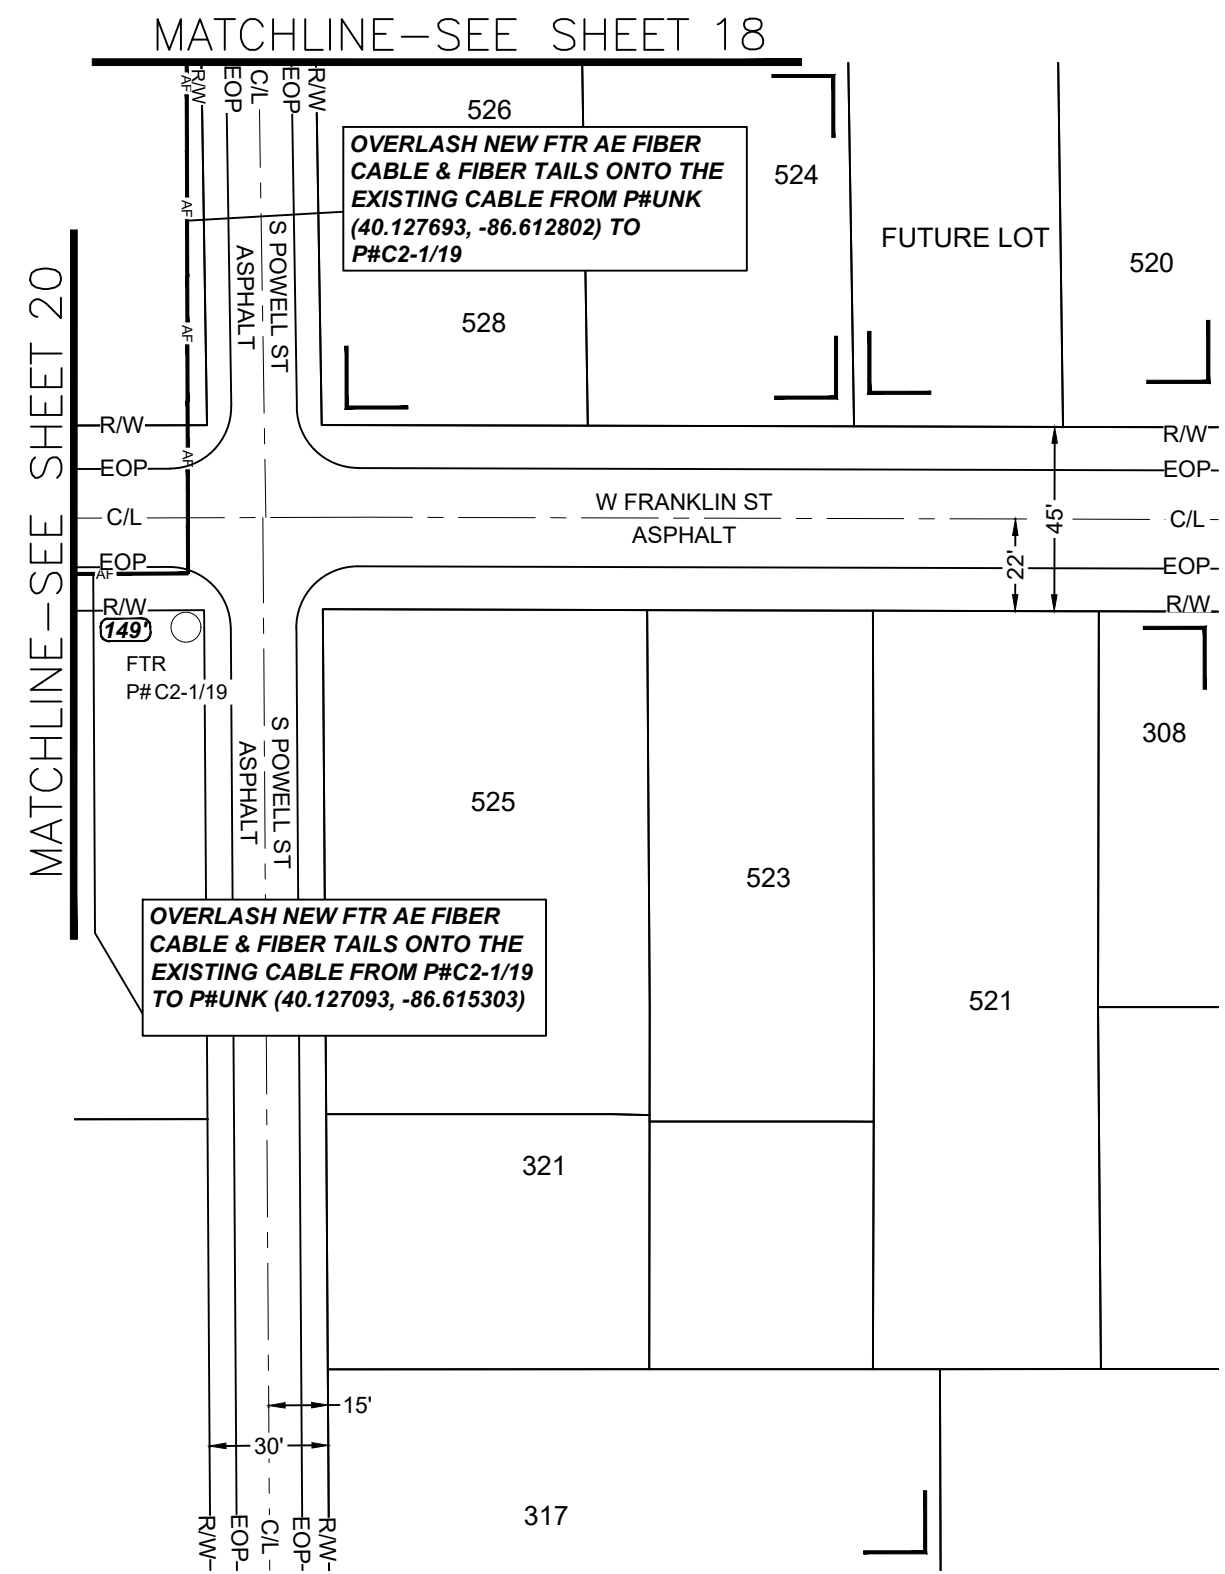 MATCHLINE-SEE SHEET 18
AF
R/W
EOP
C/L
EOP
R/W
526
OVERLASH NEW FTR AE FIBER
CABLE & FIBER TAILS ONTO THE
EXISTING CABLE FROM P#UNK
(40.127693, -86.612802) TO
P#C2-1/19
524
FUTURE LOT
520
528
AF
AF
AF
S POWELL ST
ASPHALT
MATCHLINE-SEE SHEET 20
R/W
EOP
C/L
EOP
AF
R/W
W FRANKLIN ST
ASPHALT
45'
22'
R/W
EOP
C/L
EOP
R/W
149'
FTR
P# C2-1/19
S POWELL ST
ASPHALT
308
525
523
521
OVERLASH NEW FTR AE FIBER
CABLE & FIBER TAILS ONTO THE
EXISTING CABLE FROM P#C2-1/19
TO P#UNK (40.127093, -86.615303)
321
15'
30'
317
R/W
EOP
C/L
EOP
R/W